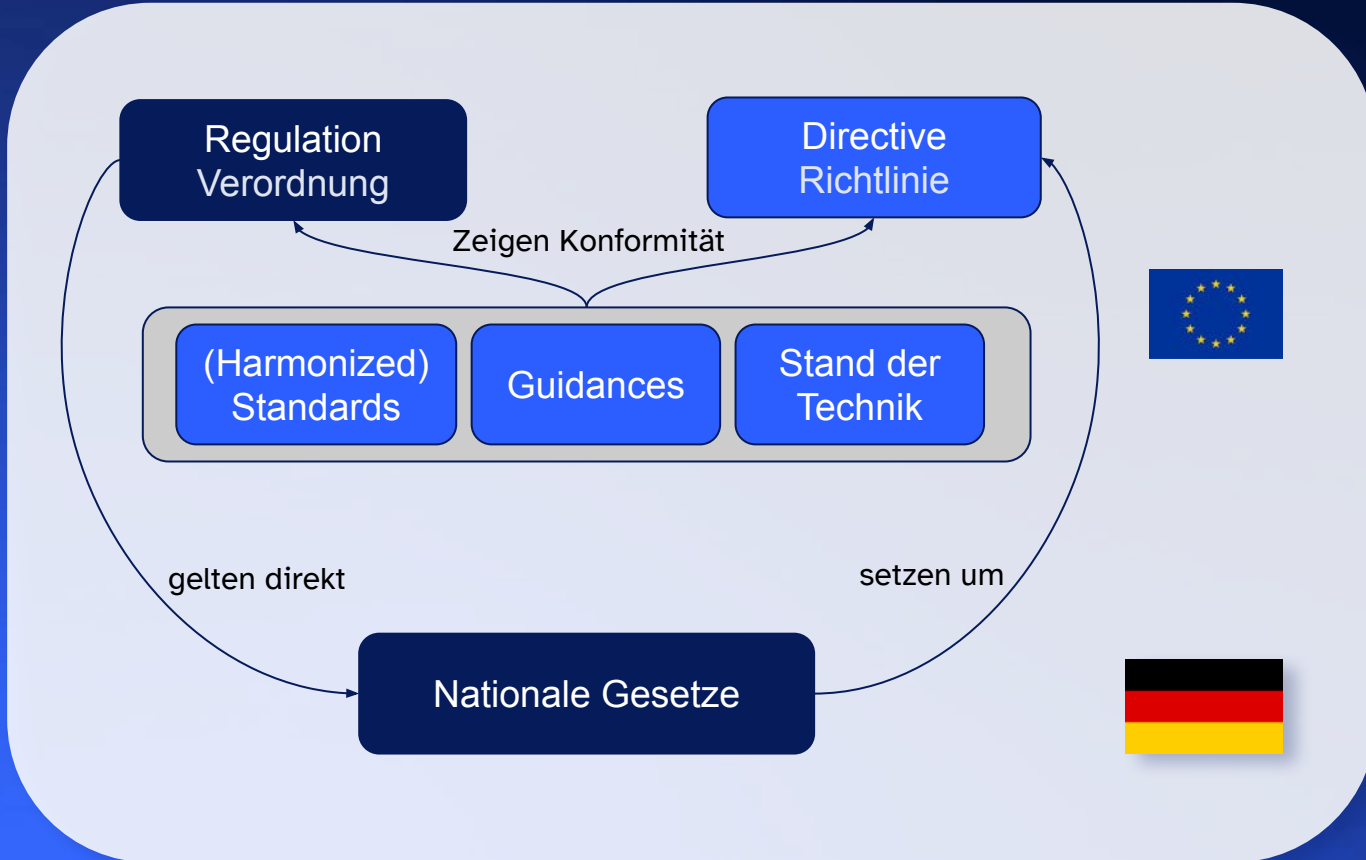 Regulation
Verordnung
Directive
Richtlinie
Zeigen Konformität
(Harmonized)
Standards
Guidances
Stand der
Technik
gelten direkt
setzen um
Nationale Gesetze